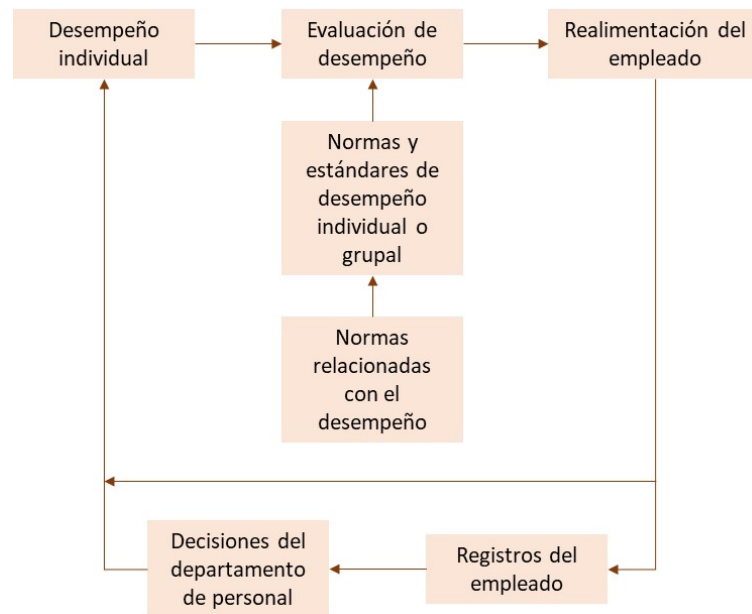 Desempeño
individual
Evaluación de
desempeño
Realimentación del
empleado
Normas y
estándares de
desempeño
individual o
grupal
Normas
relacionadas
con el
desempeño
Decisiones del
departamento
de personal
Registros del
empleado